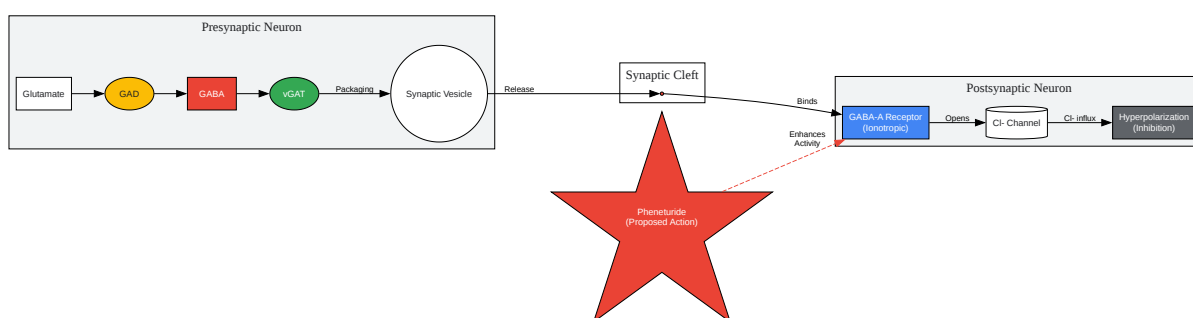 Presynaptic Neuron
Glutamate
GAD
GABA
vGAT
Packaging
Synaptic Vesicle
Release
Synaptic Cleft
Binds
Postsynaptic Neuron
GABA-A Receptor
(Ionotropic)
Opens
Cl- Channel
Cl- influx
Hyperpolarization
(Inhibition)
Enhances
Activity
Pheneturide
(Proposed Action)